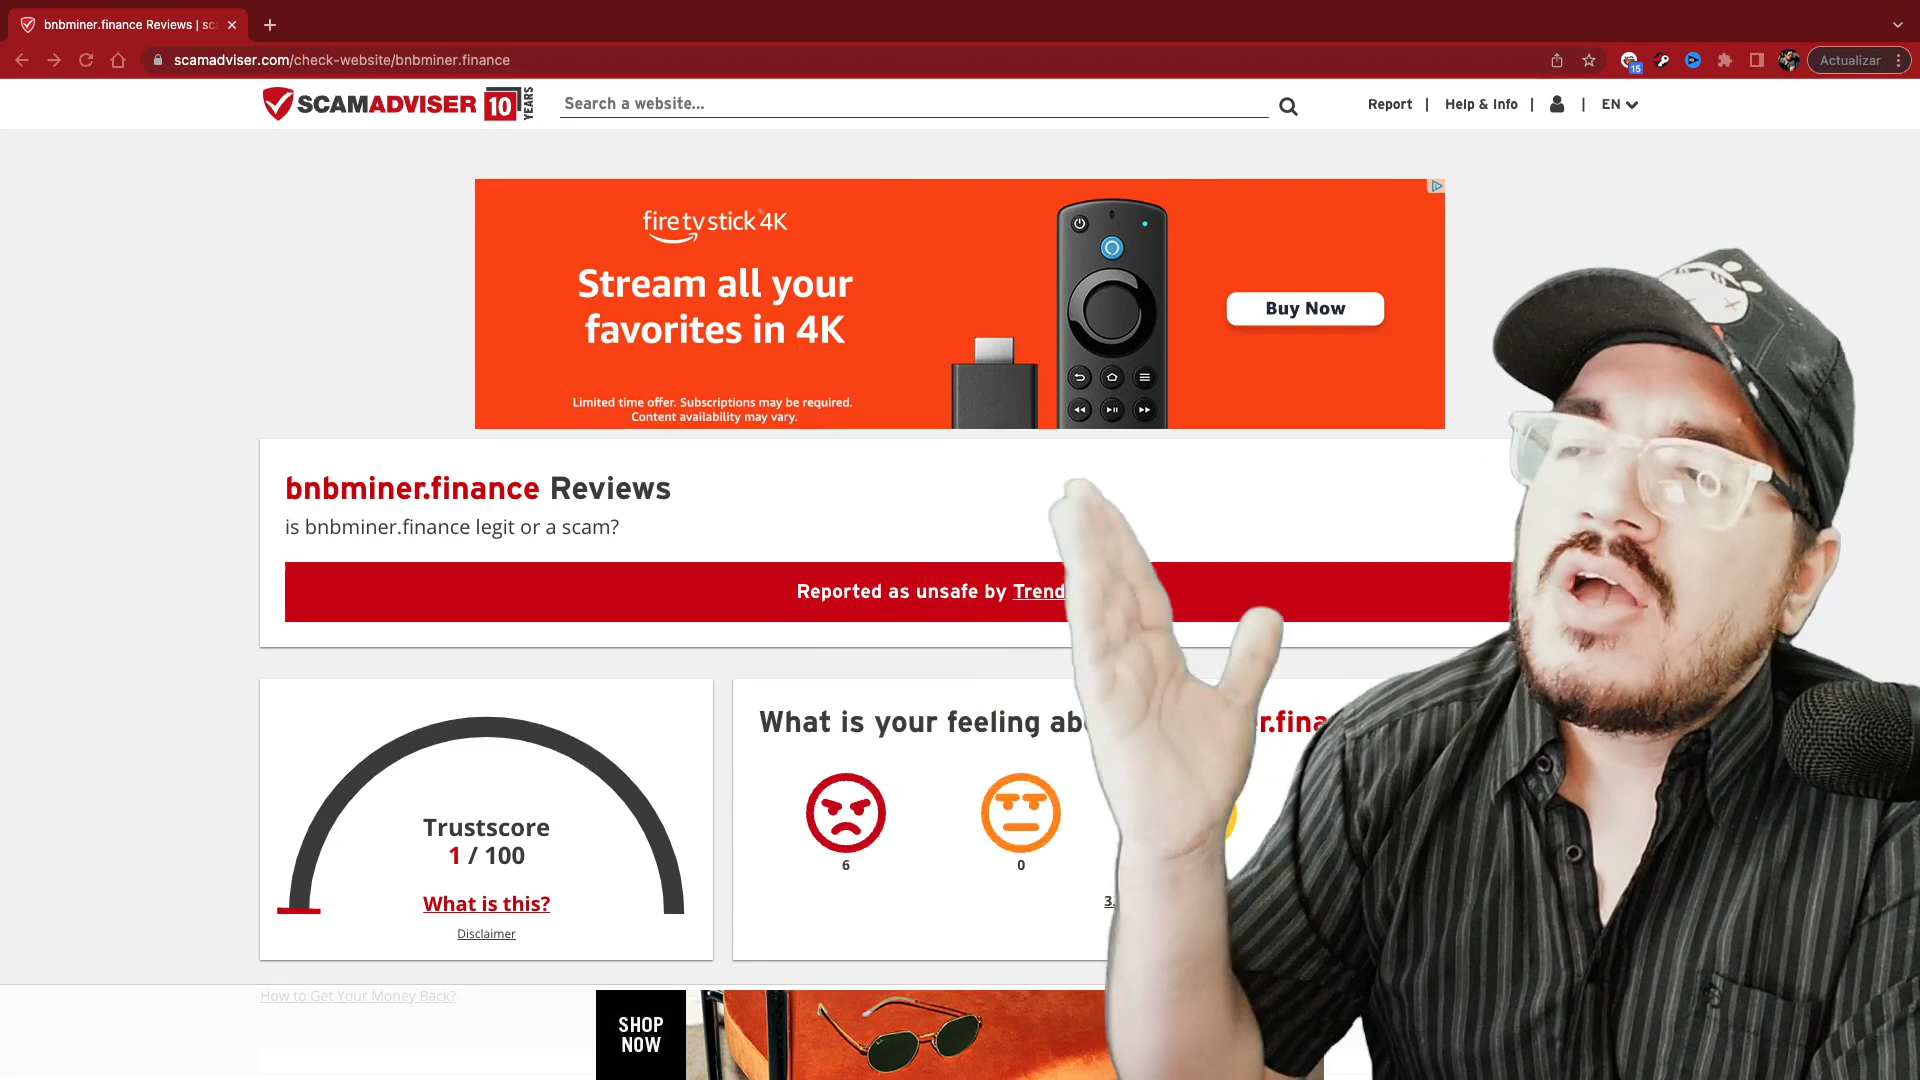 bnbminer.finance Reviews | sc
scamadviser.com/check-website/bnbminer.finance
15
Actualizar
SCAMADVISER 10 YEARS
Search a website...
Report | Help & Info | | EN
fire tv stick 4K
Stream all your
favorites in 4K
Buy Now
Limited time offer. Subscriptions may be required.
Content availability may vary.
bnbminer.finance Reviews
is bnbminer.finance legit or a scam?
Reported as unsafe by Trend
What is your feeling ab r.fina
Trustscore
1 / 100
What is this?
Disclaimer
6
0
3.
How to Get Your Money Back?
SHOP
NOW